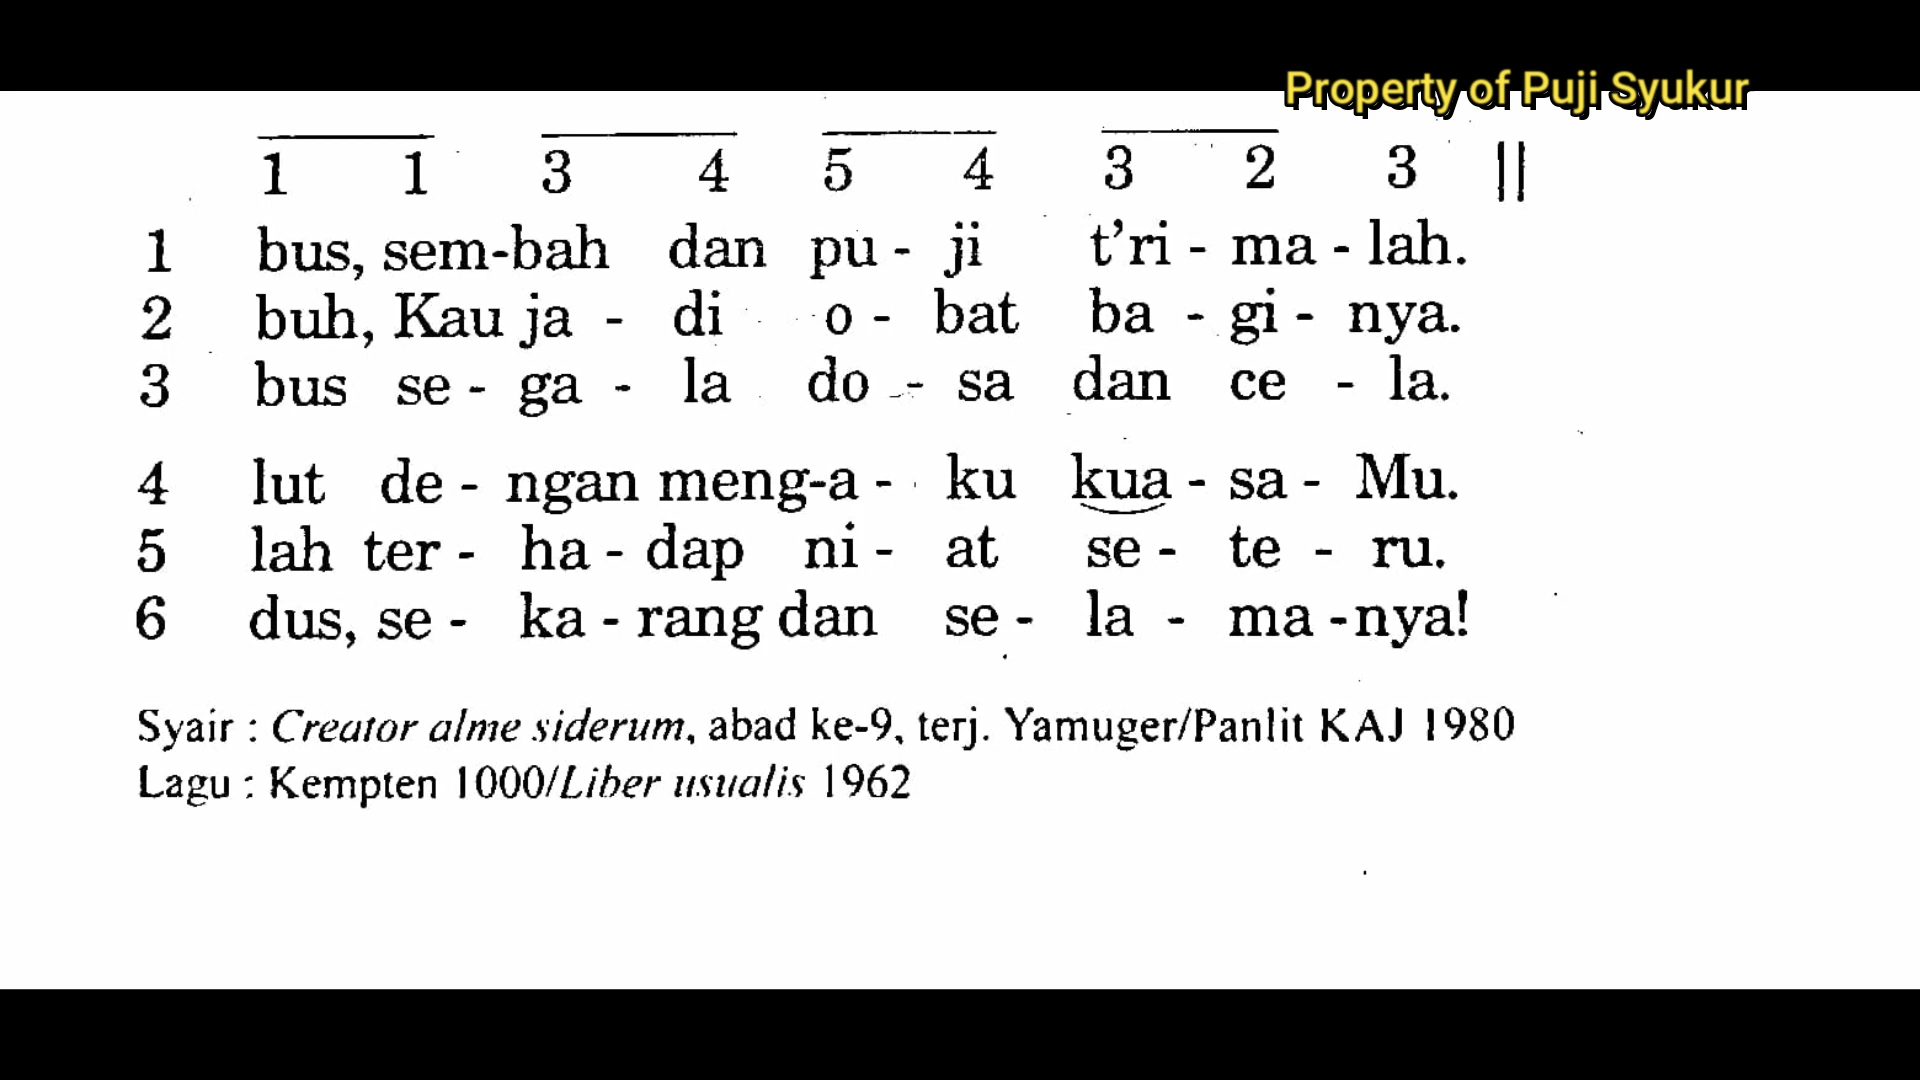 Property of Puji Syukur
1 1 3 4 5 4 3 2 3 ||
1 bus, sem-bah dan pu - ji t'ri - ma - lah.
2 buh, Kau ja - di o - bat ba - gi - nya.
3 bus se - ga - la do - sa dan ce - la.
4 lut de - ngan meng-a - ku kua - sa - Mu.
5 lah ter - ha - dap ni - at se - te - ru.
6 dus, se - ka - rang dan se - la - ma -nya!
Syair : Creator alme siderum, abad ke-9, terj. Yamuger/Panlit KAJ 1980
Lagu : Kempten 1000/Liber usualis 1962